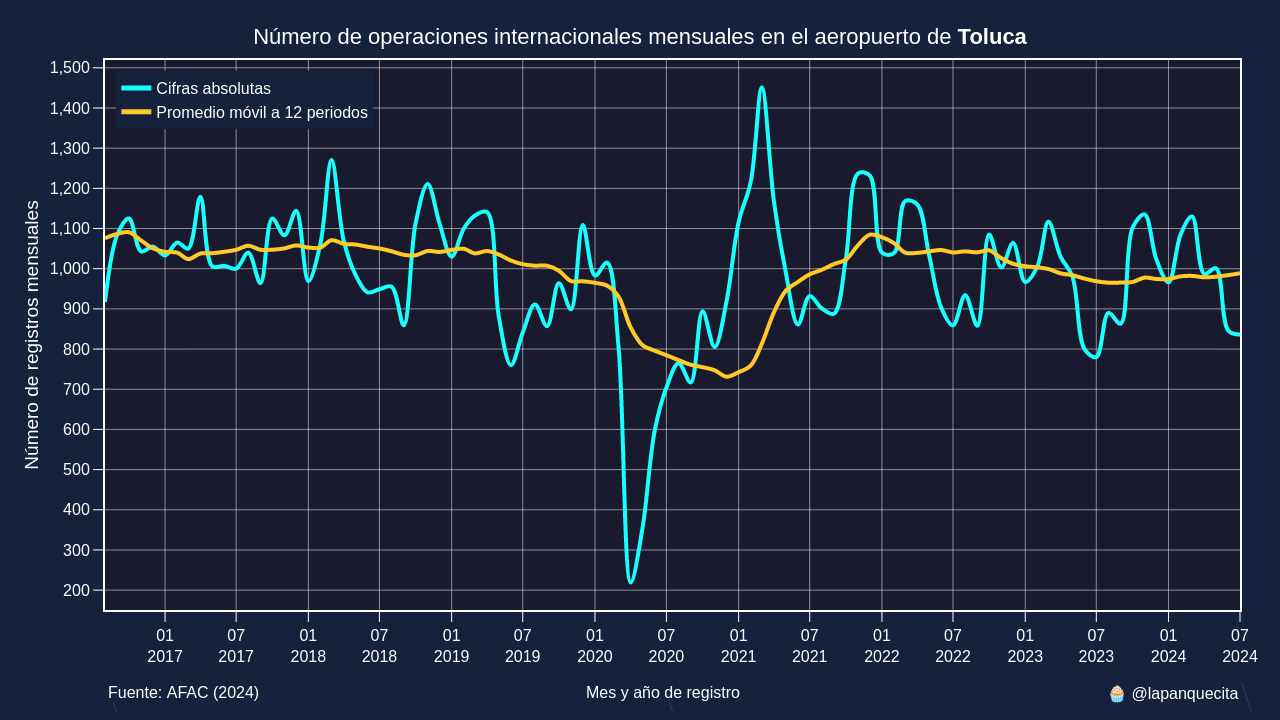 Número de operaciones internacionales mensuales en el aeropuerto de Toluca
Cifras absolutas
Promedio móvil a 12 periodos
Número de registros mensuales
1,500
1,400
1,300
1,200
1,100
1,000
900
800
700
600
500
400
300
200
01 07 01 07 01 07 01 07 01 07 01 07 01 07 01 07
2017 2017 2018 2018 2019 2019 2020 2020 2021 2021 2022 2022 2023 2023 2024 2024
Fuente: AFAC (2024)
Mes y año de registro
🧁 @lapanquecita